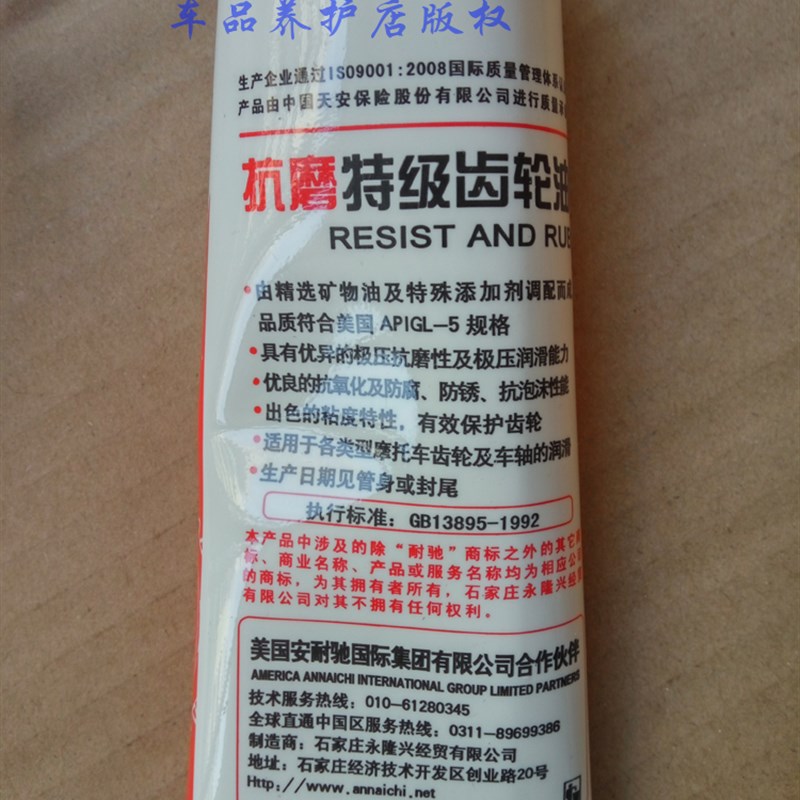 车品养护店版权
生产企业通过ISO9001:2008国际质量管理体系
产品由中国天安保险股份有限公司进行质量
抗磨特级齿轮油
RESIST AND RUB
•由精选矿物油及特殊添加剂调配而成
品质符合美国APIGL-5规格
•具有优异的极压抗磨性及极压润滑能力
•优良的抗氧化及防腐、防锈、抗泡沫性能
•出色的粘度特性，有效保护齿轮
•适用于各类型摩托车齿轮及车轴的润滑
•生产日期见管身或封尾
执行标准：GB13895-1992
本产品中涉及的除“耐驰”商标之外的其它商
标、商业名称、产品或服务名称均为相应公司
的商标，为其拥有者所有，石家庄永隆兴经贸
有限公司对其不拥有任何权利。
美国安耐驰国际集团有限公司合作伙伴
AMERICA ANNAICHI INTERNATIONAL GROUP LIMITED PARTNERS
技术服务热线：010-61280345
全球直通中国区服务热线：0311-89699386
制造商：石家庄永隆兴经贸有限公司
地址：石家庄经济技术开发区创业路20号
Http://www.annaichi.net